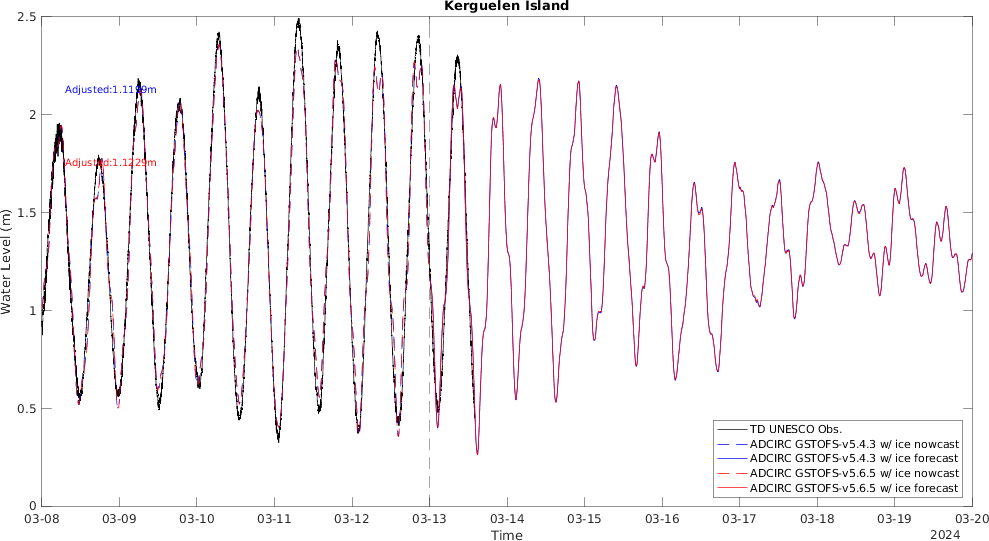 Kerguelen Island
2.5
2
1.5
1
0.5
0
Water Level (m)
Adjusted:1.1199m
Adjusted:1.1229m
TD UNESCO Obs.
ADCIRC GSTOFS-v5.4.3 w/ ice nowcast
ADCIRC GSTOFS-v5.4.3 w/ ice forecast
ADCIRC GSTOFS-v5.6.5 w/ ice nowcast
ADCIRC GSTOFS-v5.6.5 w/ ice forecast
03-08 03-09 03-10 03-11 03-12 03-13 03-14 03-15 03-16 03-17 03-18 03-19 03-20
Time
2024